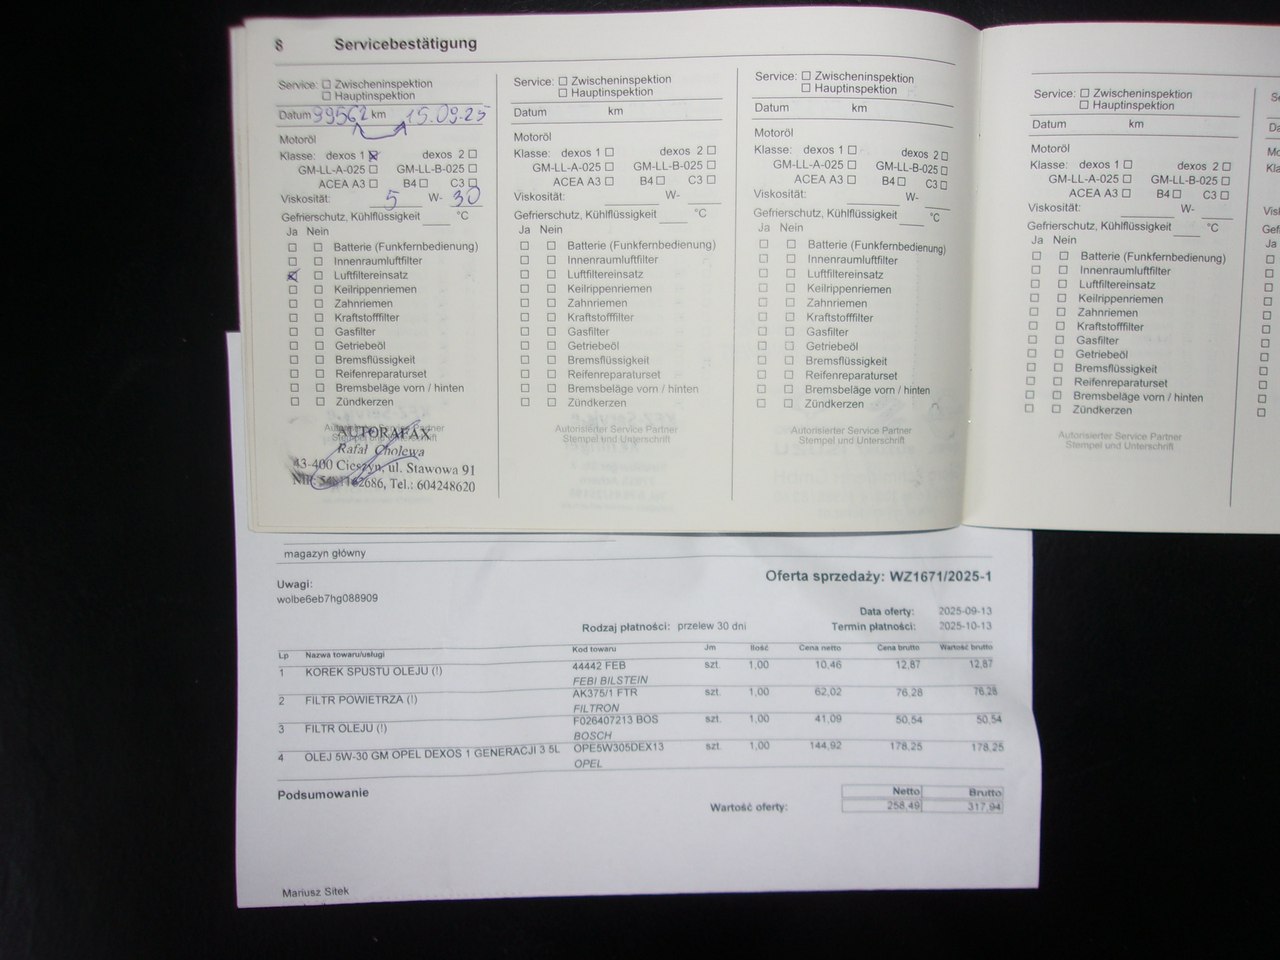 8 Servicebestätigung
Service: ☐ Zwischeninspektion
☐ Hauptinspektion
Datum 99562 km 15.09.25
Motoröl
Klasse: dexos 1 ☒ dexos 2 ☐
GM-LL-A-025 ☐ GM-LL-B-025 ☐
ACEA A3 ☐ B4 ☐ C3 ☐
Viskosität: 5 W- 30
Gefrierschutz, Kühlflüssigkeit ____ °C
Ja Nein
☐ ☐ Batterie (Funkfernbedienung)
☐ ☐ Innenraumluftfilter
☒ ☐ Luftfiltereinsatz
☐ ☐ Keilrippenriemen
☐ ☐ Zahnriemen
☐ ☐ Kraftstofffilter
☐ ☐ Gasfilter
☐ ☐ Getriebeöl
☐ ☐ Bremsflüssigkeit
☐ ☐ Reifenreparaturset
☐ ☐ Bremsbeläge vorn / hinten
☐ ☐ Zündkerzen
Autorisierter Service Partner
Stempel und Unterschrift
AUTORAFAX
Rafał Cholewa
43-400 Cieszyn, ul. Stawowa 91
NIP: 2686, Tel.: 604248620
Service: ☐ Zwischeninspektion
☐ Hauptinspektion
Datum km
Motoröl
Klasse: dexos 1 ☐ dexos 2 ☐
GM-LL-A-025 ☐ GM-LL-B-025 ☐
ACEA A3 ☐ B4 ☐ C3 ☐
Viskosität: W-
Gefrierschutz, Kühlflüssigkeit ____ °C
Ja Nein
☐ ☐ Batterie (Funkfernbedienung)
☐ ☐ Innenraumluftfilter
☐ ☐ Luftfiltereinsatz
☐ ☐ Keilrippenriemen
☐ ☐ Zahnriemen
☐ ☐ Kraftstofffilter
☐ ☐ Gasfilter
☐ ☐ Getriebeöl
☐ ☐ Bremsflüssigkeit
☐ ☐ Reifenreparaturset
☐ ☐ Bremsbeläge vorn / hinten
☐ ☐ Zündkerzen
Autorisierter Service Partner
Stempel und Unterschrift
Service: ☐ Zwischeninspektion
☐ Hauptinspektion
Datum km
Motoröl
Klasse: dexos 1 ☐ dexos 2 ☐
GM-LL-A-025 ☐ GM-LL-B-025 ☐
ACEA A3 ☐ B4 ☐ C3 ☐
Viskosität: W-
Gefrierschutz, Kühlflüssigkeit ____ °C
Ja Nein
☐ ☐ Batterie (Funkfernbedienung)
☐ ☐ Innenraumluftfilter
☐ ☐ Luftfiltereinsatz
☐ ☐ Keilrippenriemen
☐ ☐ Zahnriemen
☐ ☐ Kraftstofffilter
☐ ☐ Gasfilter
☐ ☐ Getriebeöl
☐ ☐ Bremsflüssigkeit
☐ ☐ Reifenreparaturset
☐ ☐ Bremsbeläge vorn / hinten
☐ ☐ Zündkerzen
Autorisierter Service Partner
Stempel und Unterschrift
Service: ☐ Zwischeninspektion
☐ Hauptinspektion
Datum km
Motoröl
Klasse: dexos 1 ☐ dexos 2 ☐
GM-LL-A-025 ☐ GM-LL-B-025 ☐
ACEA A3 ☐ B4 ☐ C3 ☐
Viskosität: W-
Gefrierschutz, Kühlflüssigkeit ____ °C
Ja Nein
☐ ☐ Batterie (Funkfernbedienung)
☐ ☐ Innenraumluftfilter
☐ ☐ Luftfiltereinsatz
☐ ☐ Keilrippenriemen
☐ ☐ Zahnriemen
☐ ☐ Kraftstofffilter
☐ ☐ Gasfilter
☐ ☐ Getriebeöl
☐ ☐ Bremsflüssigkeit
☐ ☐ Reifenreparaturset
☐ ☐ Bremsbeläge vorn / hinten
☐ ☐ Zündkerzen
Autorisierter Service Partner
Stempel und Unterschrift
magazyn główny
Oferta sprzedaży: WZ1671/2025-1
Uwagi:
wolbe6eb7hg088909
Data oferty: 2025-09-13
Rodzaj płatności: przelew 30 dni Termin płatności: 2025-10-13
Lp Nazwa towaru/usługi Kod towaru Jm Ilość Cena netto Cena brutto Wartość brutto
1 KOREK SPUSTU OLEJU (!) 44442 FEB szt. 1,00 10,46 12,87 12,87
FEBI BILSTEIN
2 FILTR POWIETRZA (!) AK375/1 FTR szt. 1,00 62,02 76,28 76,28
FILTRON
3 FILTR OLEJU (!) F026407213 BOS szt. 1,00 41,09 50,54 50,54
BOSCH
4 OLEJ 5W-30 GM OPEL DEXOS 1 GENERACJI 3 5L OPE5W305DEX13 szt. 1,00 144,92 178,25 178,25
OPEL
Podsumowanie
Netto Brutto
Wartość oferty: 258,49 317,94
Mariusz Sitek